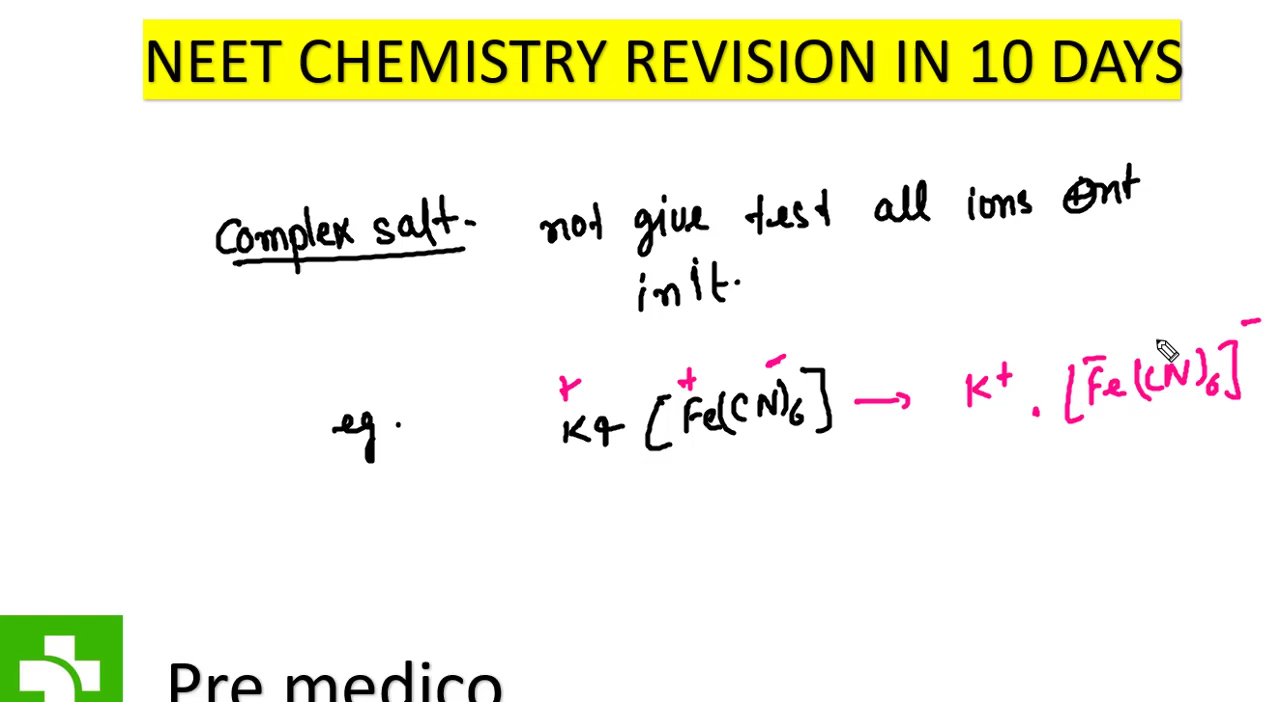 NEET CHEMISTRY REVISION IN 10 DAYS
Complex salt - not give test all ions
in it.
+ + -
eg. K4 [Fe(CN)6] → K+ . [Fe(CN)6]-
Pre medico